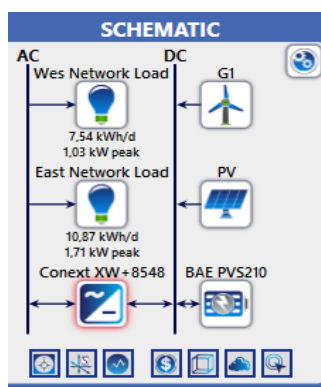 SCHEMATIC
AC DC
Wes Network Load G1
7,54 kWh/d
1,03 kW peak
East Network Load PV
10,87 kWh/d
1,71 kW peak
Conext XW+8548 BAE PVS210